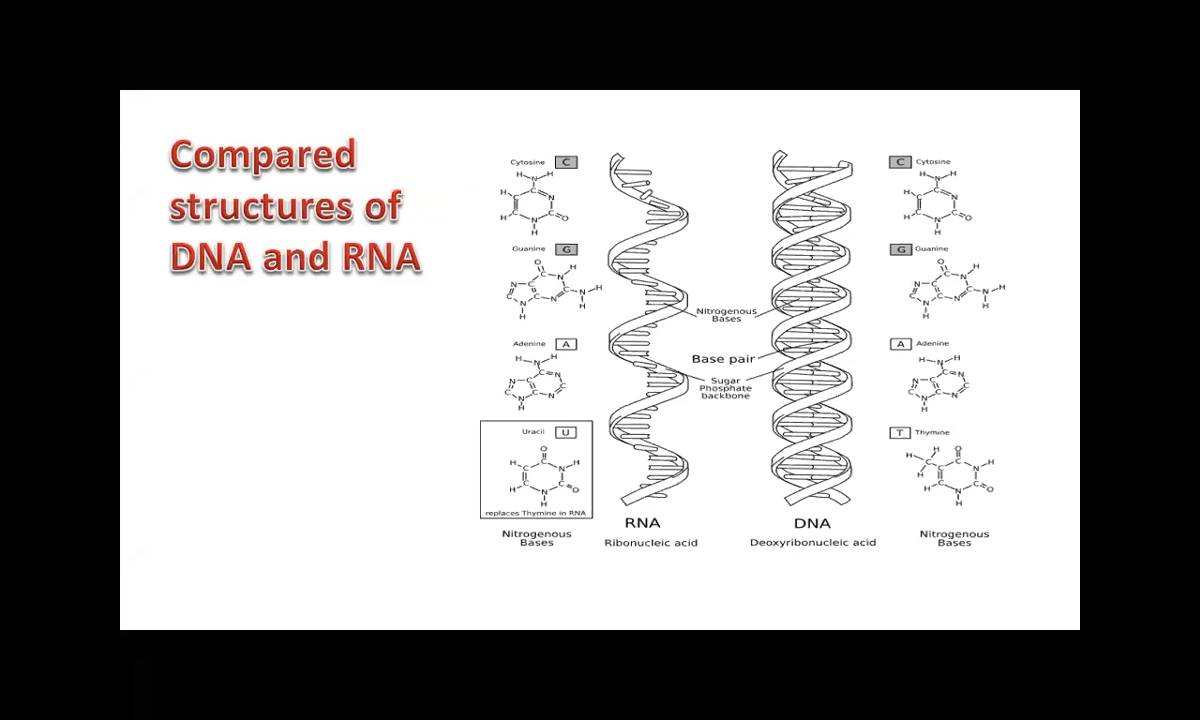 Compared
structures of
DNA and RNA
Cytosine C
Guanine G
Adenine A
Uracil U
replaces Thymine in RNA
Nitrogenous
Bases
RNA
Ribonucleic acid
Nitrogenous
Bases
Base pair
Sugar
Phosphate
backbone
DNA
Deoxyribonucleic acid
C Cytosine
G Guanine
A Adenine
T Thymine
Nitrogenous
Bases